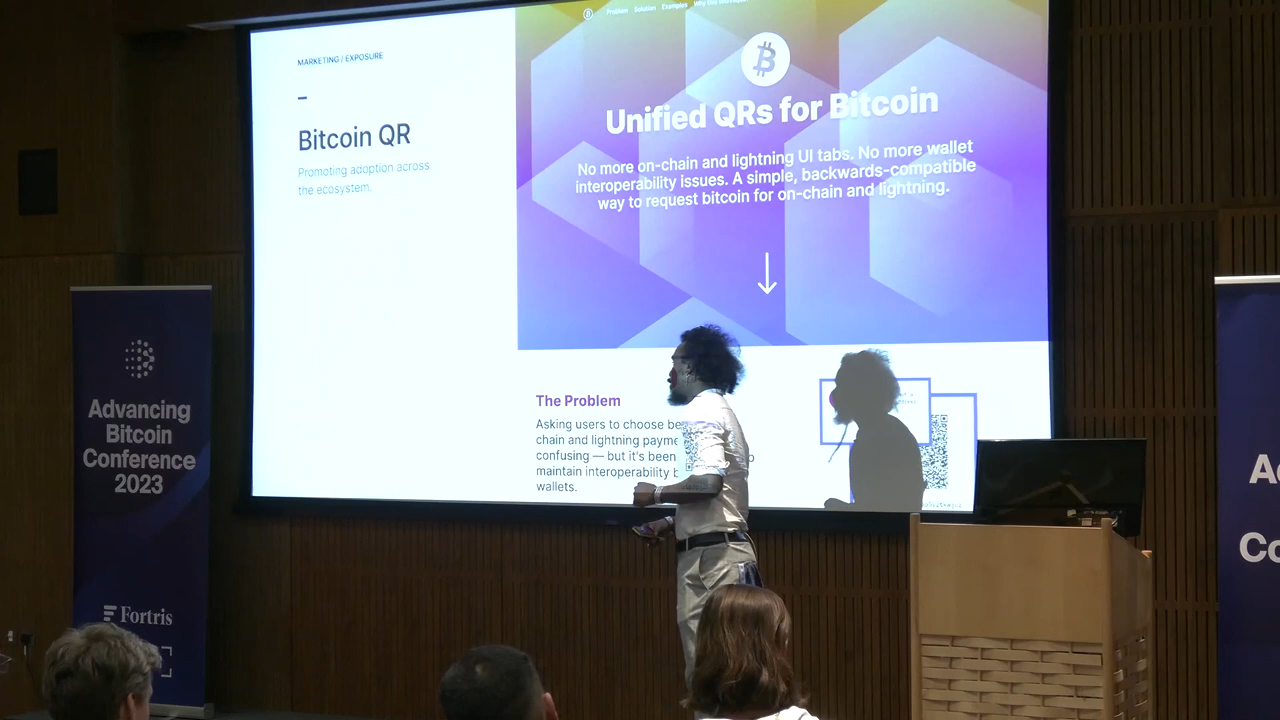 MARKETING / EXPOSURE
Bitcoin QR
Promoting adoption across
the ecosystem.
Problem Solution Examples Why this
Unified QRs for Bitcoin
No more on-chain and lightning UI tabs. No more wallet
interoperability issues. A simple, backwards-compatible
way to request bitcoin for on-chain and lightning.
The Problem
Asking users to choose
chain and lightning
confusing — but it's been
maintain interoperability
wallets.
Advancing
Bitcoin
Conference
2023
Fortris